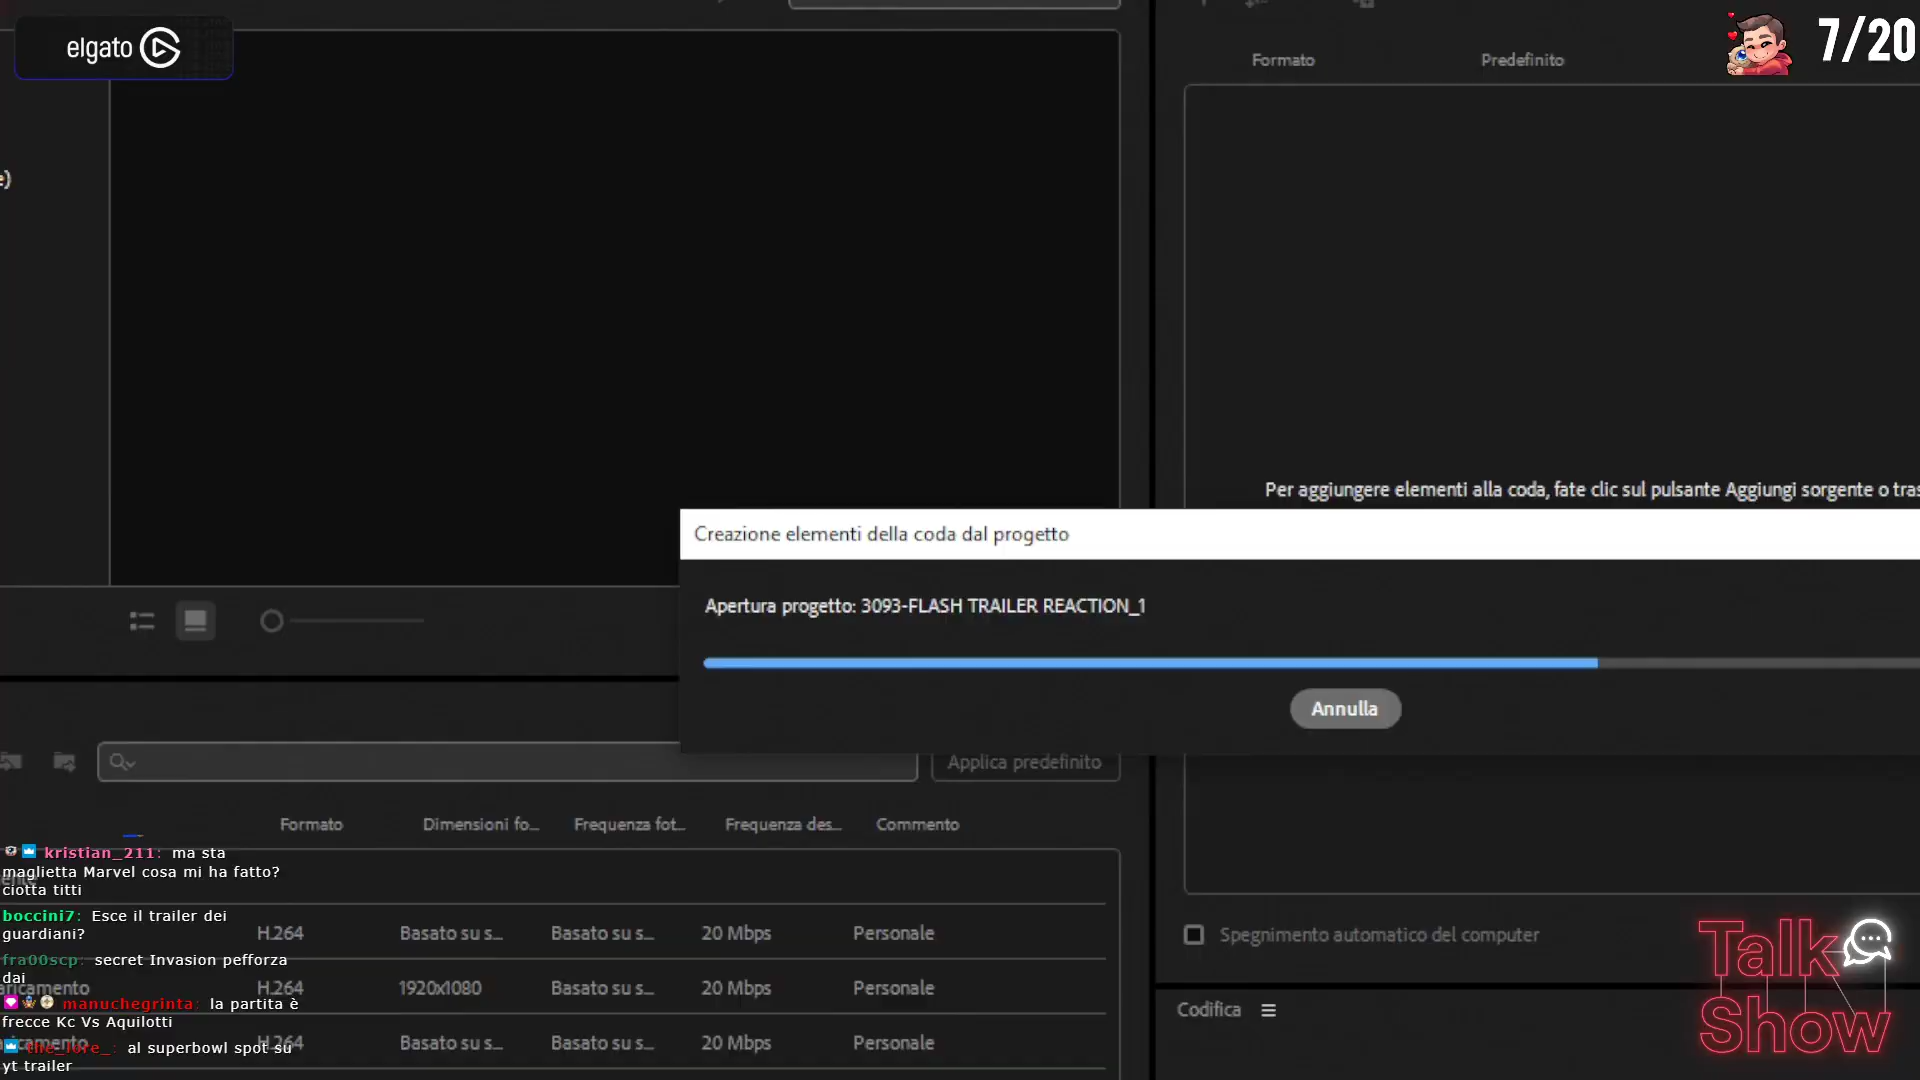 elgato
7/20
Formato
Predefinito
e)
Per aggiungere elementi alla coda, fate clic sul pulsante Aggiungi sorgente o tras
Creazione elementi della coda dal progetto
Apertura progetto: 3093-FLASH TRAILER REACTION_1
Annulla
Applica predefinito
Formato
Dimensioni fo...
Frequenza fot...
Frequenza des...
Commento
kristian_211: ma sta
maglietta Marvel cosa mi ha fatto?
ciotta titti
boccini7: Esce il trailer dei
guardiani?
H.264
Basato su s...
Basato su s...
20 Mbps
Personale
fra00scp: secret Invasion pefforza
dai
aricamento
H.264
1920x1080
Basato su s...
20 Mbps
Personale
manuchegrinta: la partita è
frecce Kc Vs Aquilotti
aricamento
H.264
Basato su s...
Basato su s...
20 Mbps
Personale
the_lore_: al superbowl spot su
yt trailer
Spegnimento automatico del computer
Codifica
Talk
Show